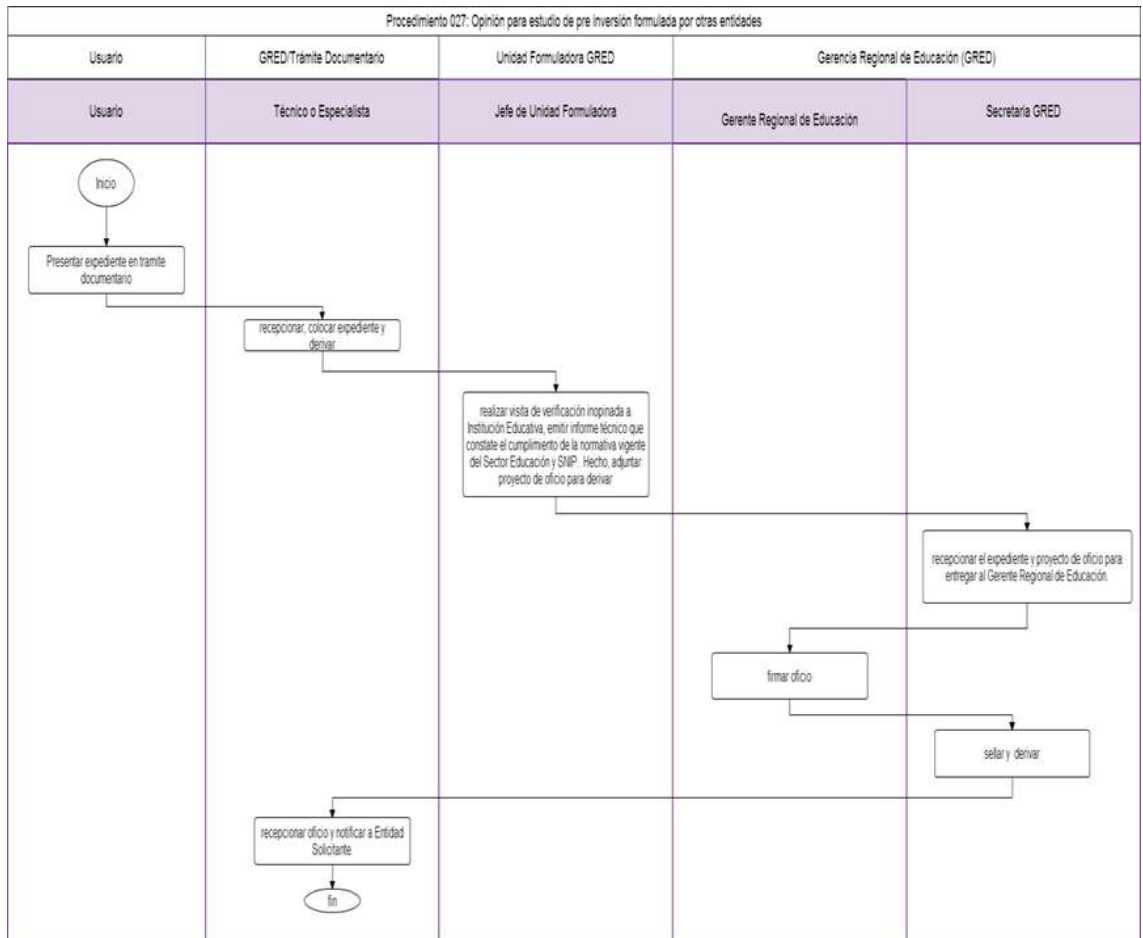 Procedimiento 027: Opinión para estudio de pre inversión formulada por otras entidades
Usuario
GRED/Trámite Documentario
Unidad Formuladora GRED
Gerencia Regional de Educación (GRED)
Usuario
Técnico o Especialista
Jefe de Unidad Formuladora
Gerente Regional de Educación
Secretaria GRED
Inicio
Presentar expediente en tramite
documentario
recepcionar, colocar expediente y
derivar
realizar visita de verificación inopinada a
Institución Educativa, emitir informe técnico que
constate el cumplimiento de la normativa vigente
del Sector Educación y SNIP. Hecho, adjuntar
proyecto de oficio para derivar
recepcionar el expediente y proyecto de oficio para
entregar al Gerente Regional de Educación.
firmar oficio
sellar y derivar
recepcionar oficio y notificar a Entidad
Solicitante.
fin